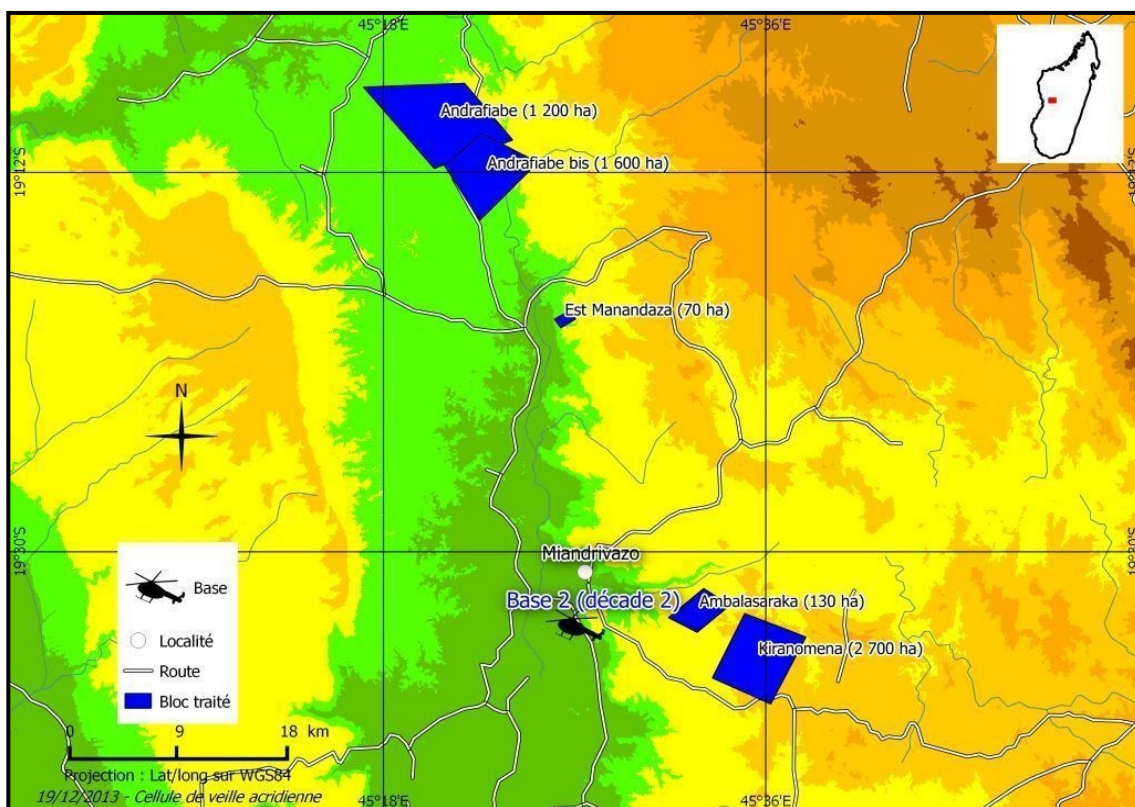 45°18'E
45°36'E
Andrafiabe (1 200 ha)
Andrafiabe bis (1 600 ha)
19°12'S
19°12'S
Est Manandaza (70 ha)
N
19°30'S
19°30'S
Miandrivazo
Base 2 (décade 2)
Ambalasaraka (130 ha)
Kiranomena (2 700 ha)
Base
Localité
Route
Bloc traité
0 9 18 km
Projection : Lat/long sur WGS84
19/12/2013 - Cellule de veille acridienne
45°18'E
45°36'E